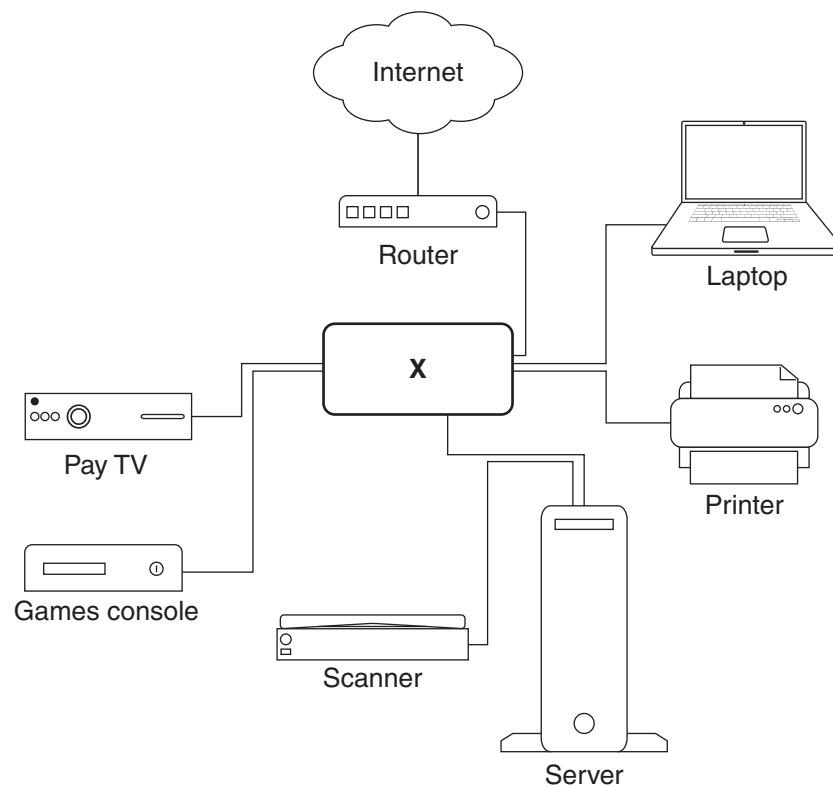 Internet
Router
Laptop
X
Pay TV
Printer
Games console
Scanner
Server